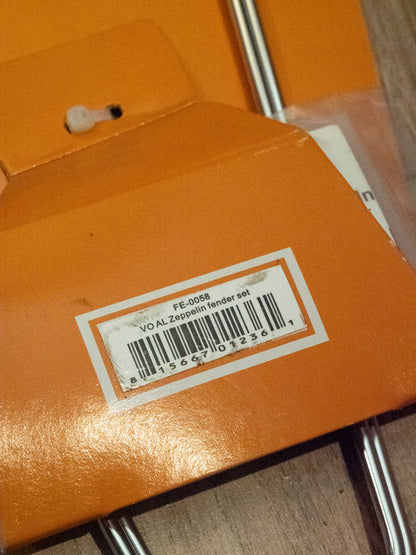 FE-0058
VO AL Zeppelin fender set
8 15667 01236 1